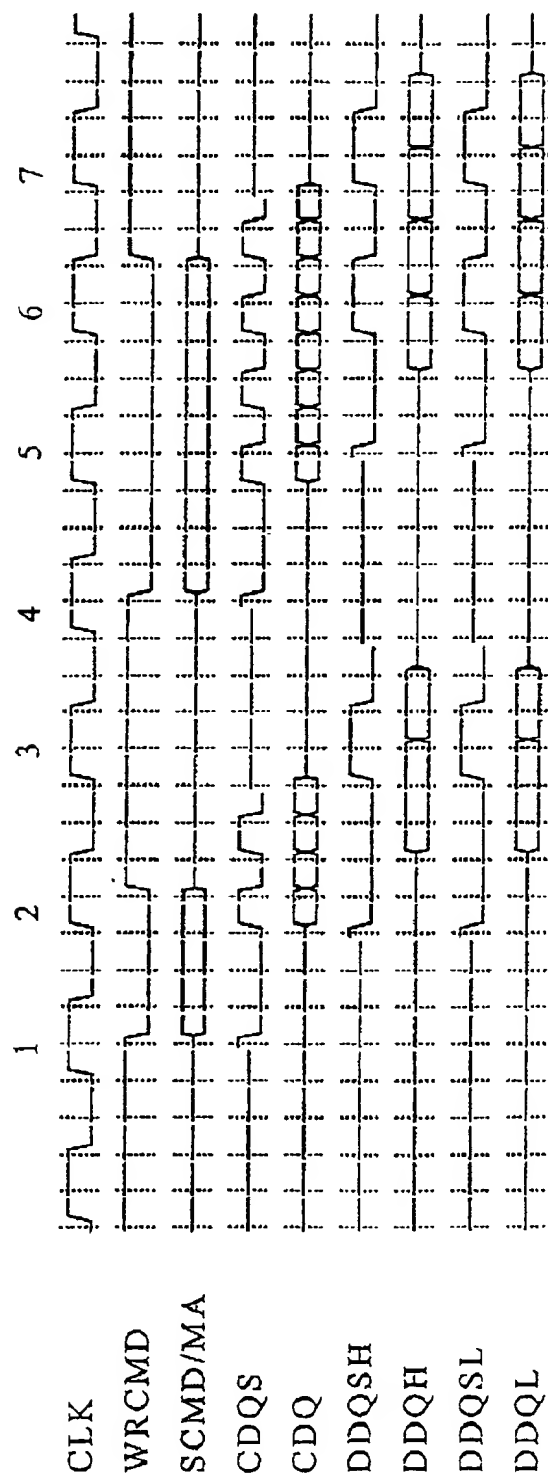 1 2 3 4 5 6 7
CLK
WRCMD
SCMD/MA
CDQS
CDQ
DDQSH
DDQH
DDQSL
DDQL